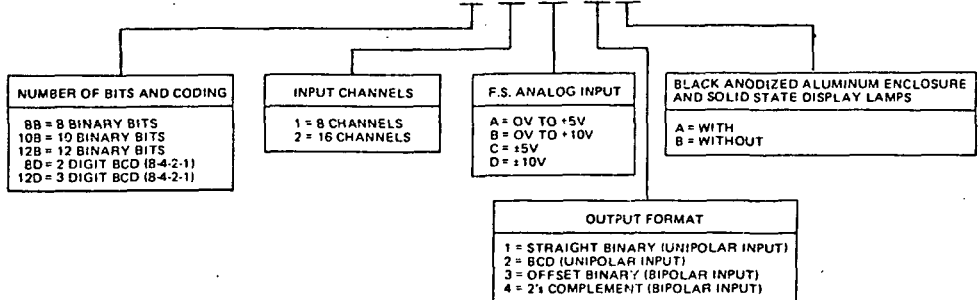 NUMBER OF BITS AND CODING
8B = 8 BINARY BITS
10B = 10 BINARY BITS
12B = 12 BINARY BITS
8D = 2 DIGIT BCD (8-4-2-1)
12D = 3 DIGIT BCD (8-4-2-1)
INPUT CHANNELS
1 = 8 CHANNELS
2 = 16 CHANNELS
F.S. ANALOG INPUT
A = 0V TO +5V
B = 0V TO +10V
C = ±5V
D = ±10V
BLACK ANODIZED ALUMINUM ENCLOSURE
AND SOLID STATE DISPLAY LAMPS
A = WITH
B = WITHOUT
OUTPUT FORMAT
1 = STRAIGHT BINARY (UNIPOLAR INPUT)
2 = BCD (UNIPOLAR INPUT)
3 = OFFSET BINARY (BIPOLAR INPUT)
4 = 2's COMPLEMENT (BIPOLAR INPUT)